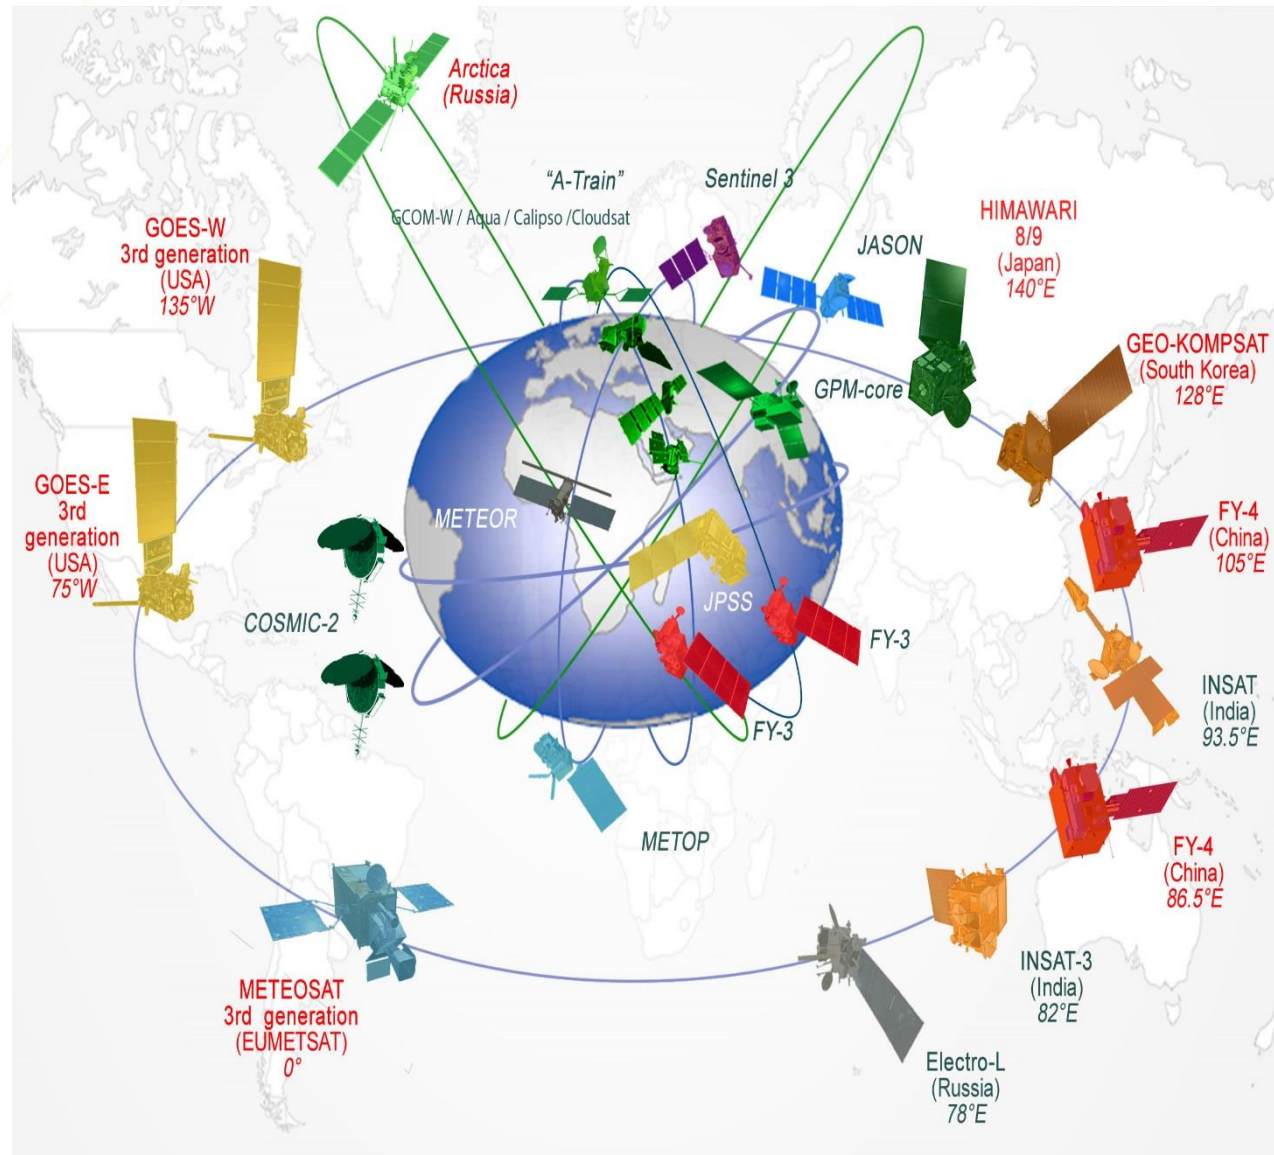 Arctica
(Russia)
"A-Train"
GCOM-W / Aqua / Calipso /Cloudsat
Sentinel 3
GOES-W
3rd generation
(USA)
135°W
JASON
HIMAWARI
8/9
(Japan)
140°E
GEO-KOMPSAT
(South Korea)
128°E
GPM-core
GOES-E
3rd
generation
(USA)
75°W
METEOR
FY-4
(China)
105°E
COSMIC-2
JPSS
FY-3
FY-3
INSAT
(India)
93.5°E
METOP
FY-4
(China)
86.5°E
METEOSAT
3rd generation
(EUMETSAT)
0°
INSAT-3
(India)
82°E
Electro-L
(Russia)
78°E